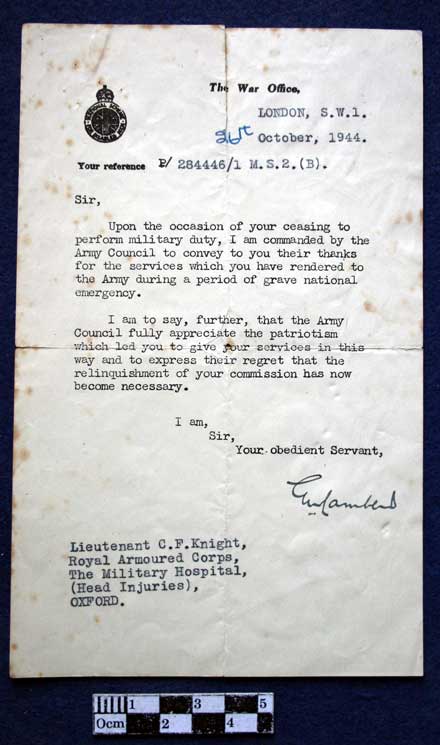 The War Office,
LONDON, S.W.1.
October, 1944.
Your reference P/ 284446/1 M.S.2.(B).
Sir,
Upon the occasion of your ceasing to
perform military duty, I am commanded by the
Army Council to convey to you their thanks
for the services which you have rendered to
the Army during a period of grave national
emergency.
I am to say, further, that the Army
Council fully appreciate the patriotism
which led you to give your services in this
way and to express their regret that the
relinquishment of your commission has now
become necessary.
I am,
Sir,
Your obedient Servant,
Lieutenant C.F.Knight,
Royal Armoured Corps,
The Military Hospital,
(Head Injuries),
OXFORD.
1 3 5
0cm 2 4